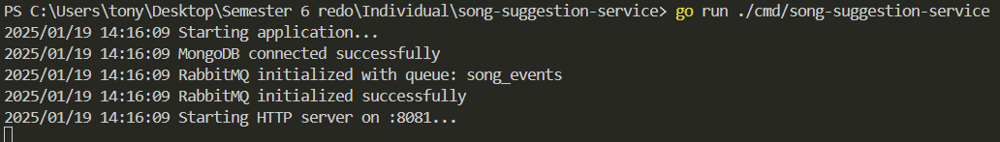 PS C:\Users\tony\Desktop\Semester 6 redo\Individual\song-suggestion-service> go run ./cmd/song-suggestion-service
2025/01/19 14:16:09 Starting application...
2025/01/19 14:16:09 MongoDB connected successfully
2025/01/19 14:16:09 RabbitMQ initialized with queue: song_events
2025/01/19 14:16:09 RabbitMQ initialized successfully
2025/01/19 14:16:09 Starting HTTP server on :8081...